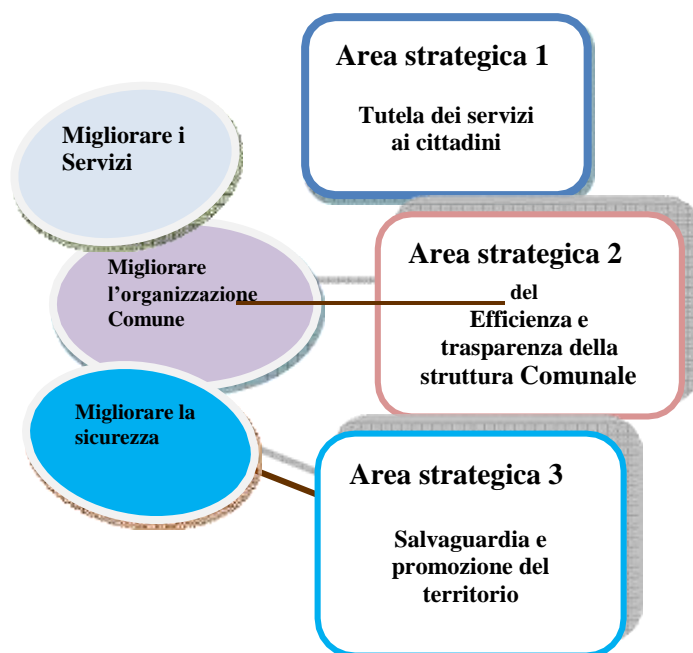 Area strategica 1
Tutela dei servizi
ai cittadini
Migliorare i
Servizi
Area strategica 2
del
Efficienza e
trasparenza della
struttura Comunale
Migliorare
l’organizzazione
Comune
Migliorare la
sicurezza
Area strategica 3
Salvaguardia e
promozione del
territorio